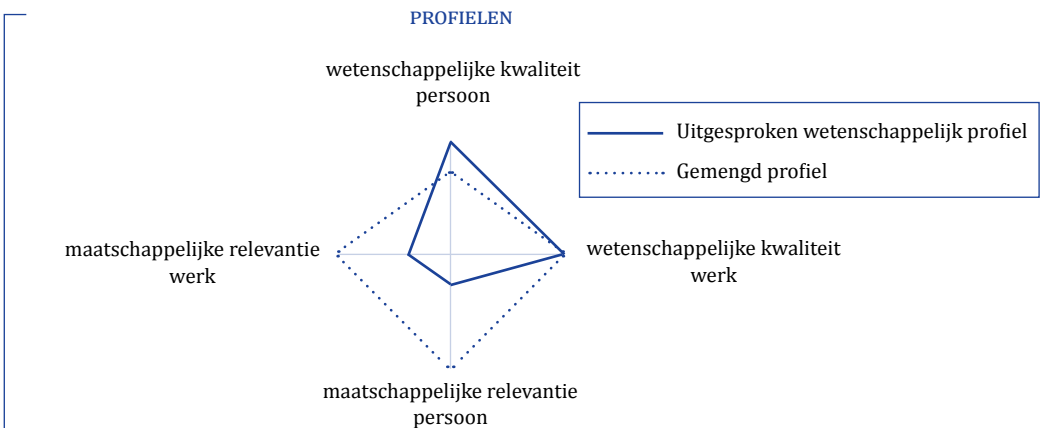 PROFIELEN
wetenschappelijke kwaliteit
persoon
Uitgesproken wetenschappelijk profiel
Gemengd profiel
maatschappelijke relevantie
werk
wetenschappelijke kwaliteit
werk
maatschappelijke relevantie
persoon